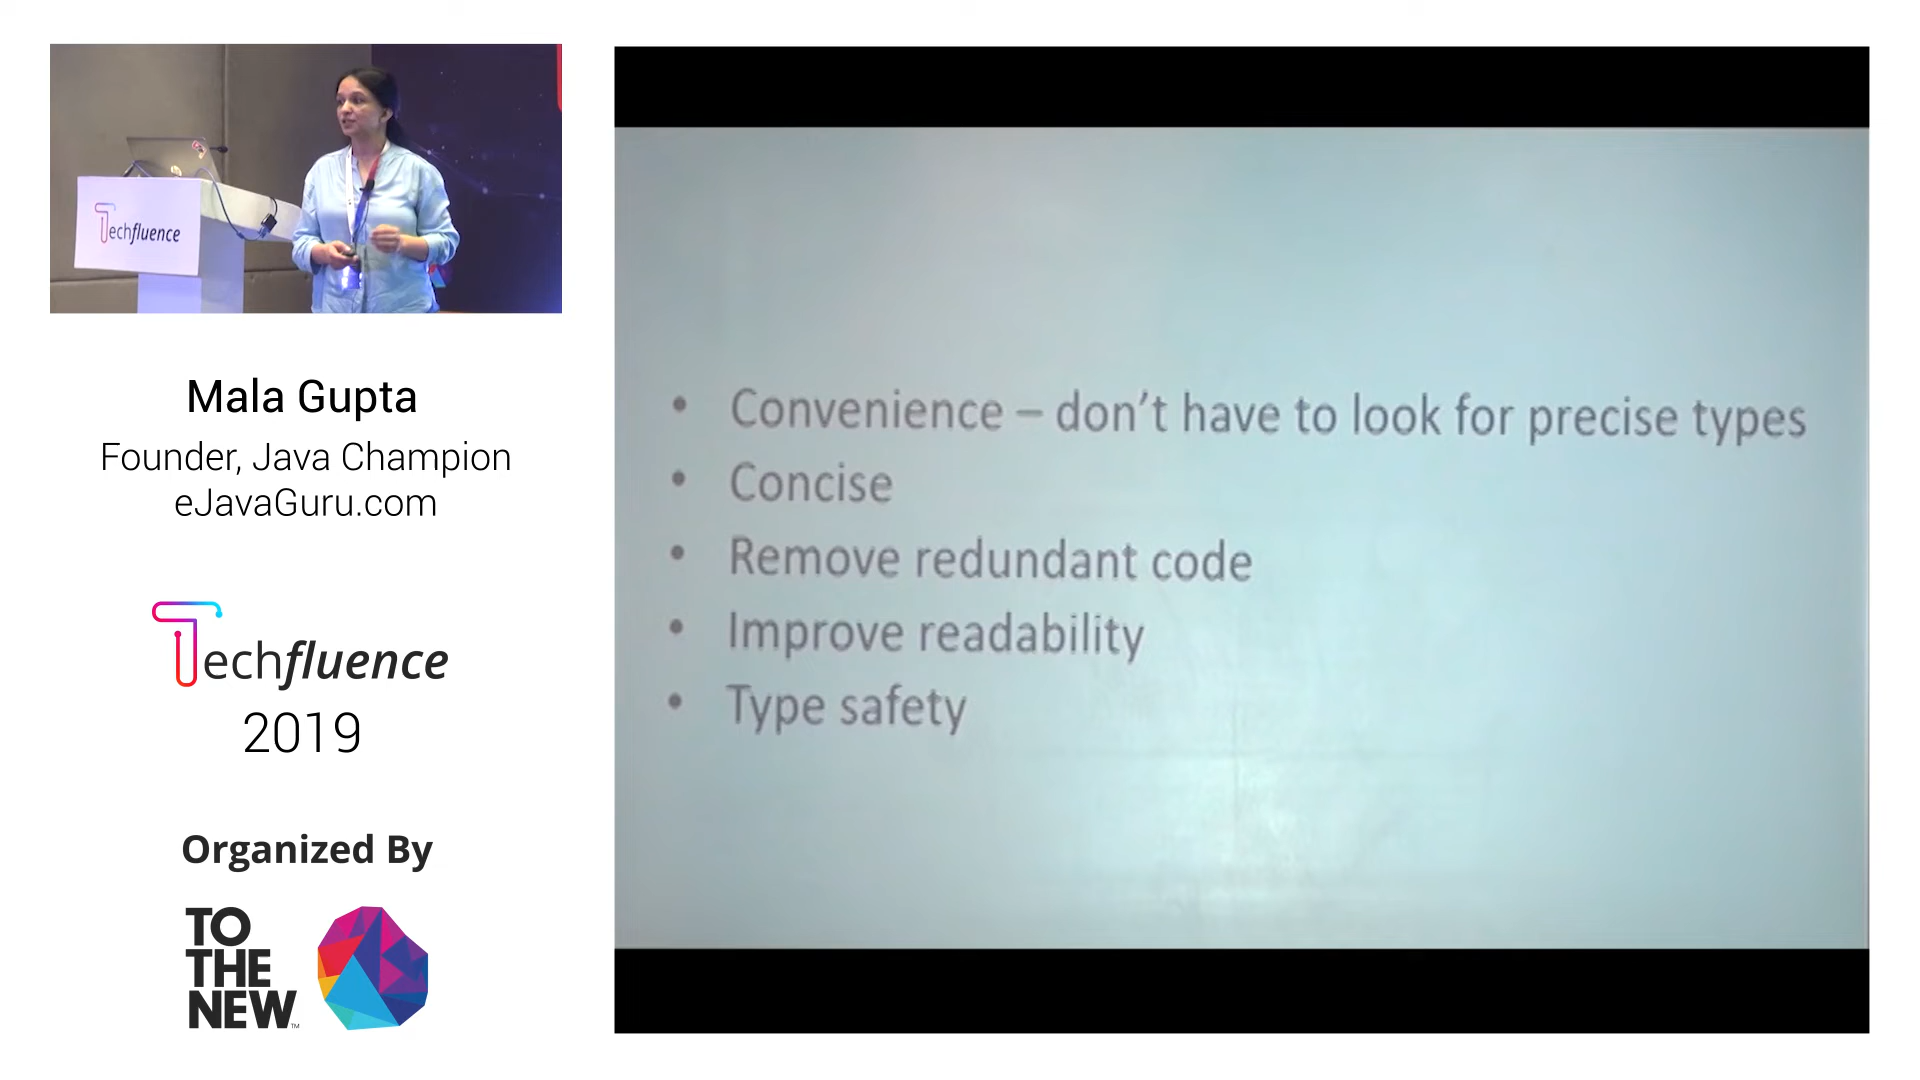 Techfluence
Mala Gupta
Founder, Java Champion
eJavaGuru.com
Techfluence
2019
Organized By
TO
THE
NEW™
• Convenience – don't have to look for precise types
• Concise
• Remove redundant code
• Improve readability
• Type safety